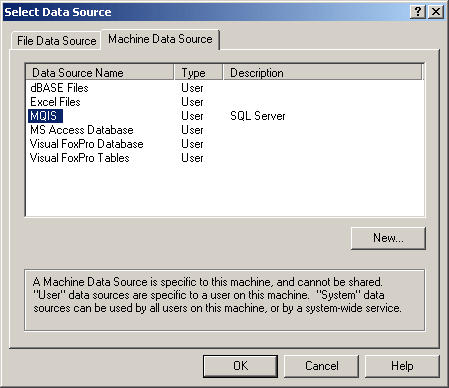 Select Data Source
File Data Source Machine Data Source
Data Source Name Type Description
dBASE Files User
Excel Files User
MQIS User SQL Server
MS Access Database User
Visual FoxPro Database User
Visual FoxPro Tables User
New...
A Machine Data Source is specific to this machine, and cannot be shared.
"User" data sources are specific to a user on this machine. "System" data
sources can be used by all users on this machine, or by a system-wide service.
OK Cancel Help